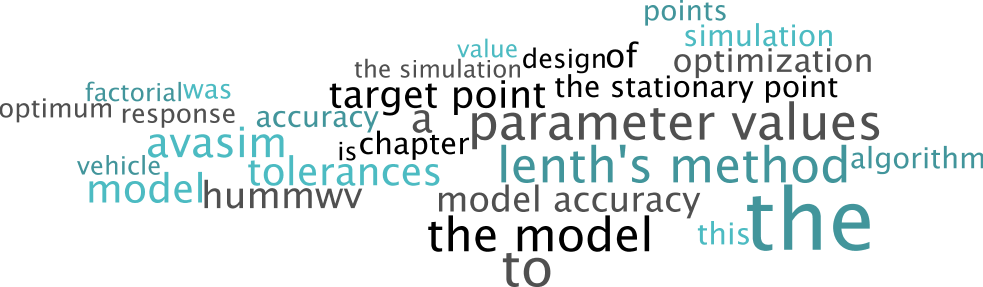 points
simulation
value
design
of
optimization
the simulation
the stationary point
factorial
was
target point
optimum
response
accuracy
a
parameter values
avasim
is
chapter
lenth's method
algorithm
vehicle
tolerances
model
hummwv
model accuracy
the
the model
this
to